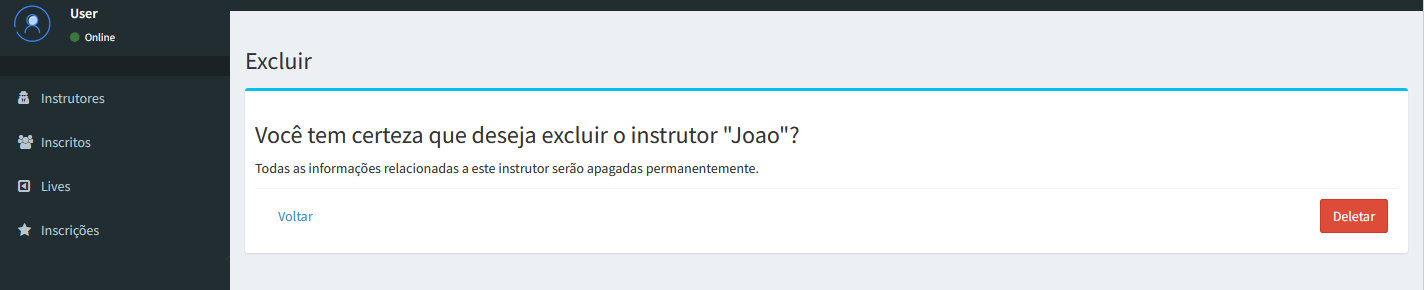 User
Online
Instrutores
Inscritos
Lives
Inscrições
Excluir
Você tem certeza que deseja excluir o instrutor "Joao"?
Todas as informações relacionadas a este instrutor serão apagadas permanentemente.
Voltar
Deletar